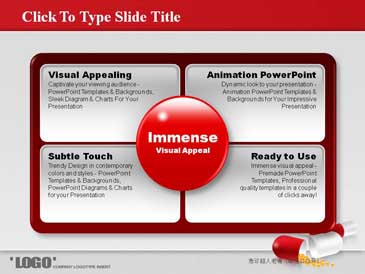 Click To Type Slide Title
Visual Appealing
Captivate your viewing audience -
PowerPoint Templates & Backgrounds,
Sleek Diagram & Charts For Your
Presentation
Animation PowerPoint
Dynamic look to your presentation -
Animation PowerPoint Templates &
Backgrounds for Your Impressive
Presentation
Immense
Visual Appeal
Subtle Touch
Trendy Design in contemporary
colors and styles - PowerPoint
Templates & Backgrounds,
PowerPoint Diagrams & Charts
for your Presentation
Ready to Use
Immense visual appeal -
Premade PowerPoint
Templates, Professional
quality templates in a couple
of clicks away!
"LOGO"
COMPANY LOGOTYPE INSERT